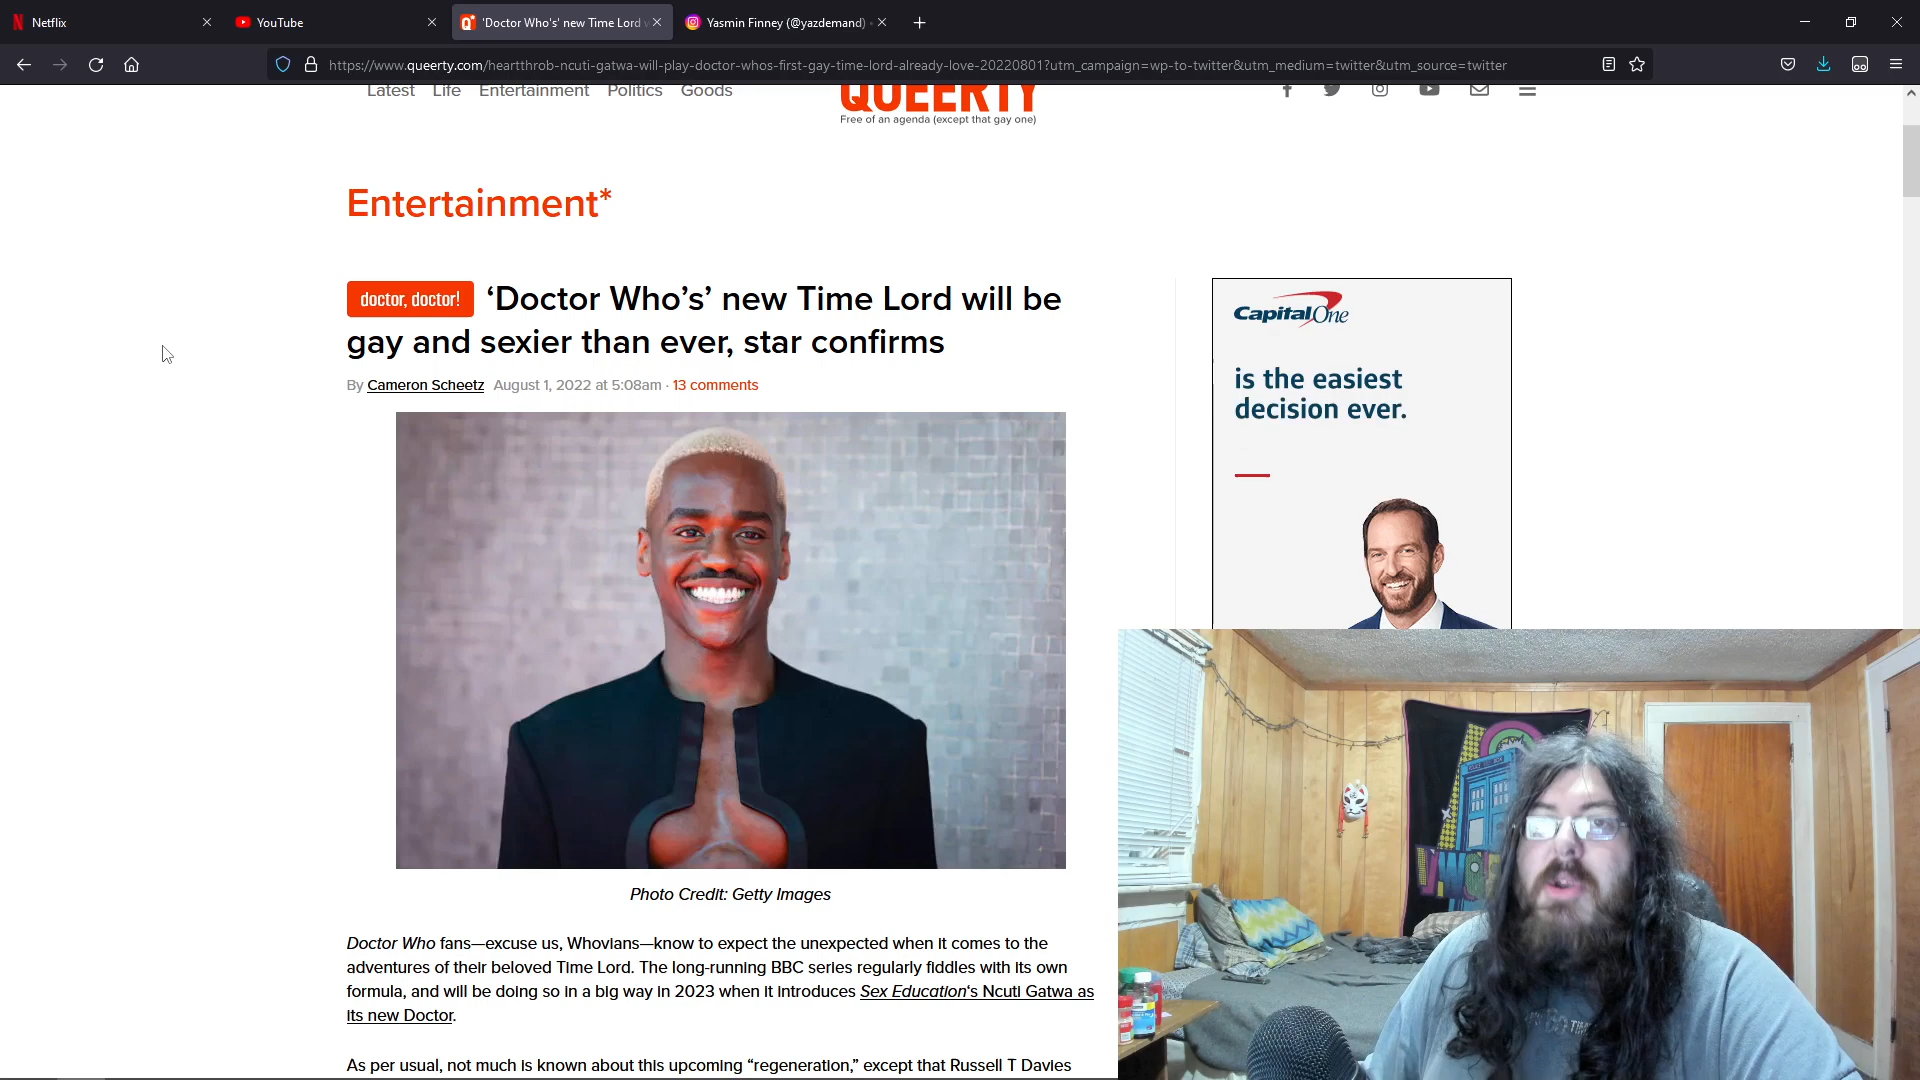 Netflix
YouTube
'Doctor Who's' new Time Lord w
Yasmin Finney (@yazdemand) •
https://www.queerty.com/heartthrob-ncuti-gatwa-will-play-doctor-whos-first-gay-time-lord-already-love-20220801?utm_campaign=wp-to-twitter&utm_medium=twitter&utm_source=twitter
Latest Life Entertainment Politics Goods
QUEERTY
Free of an agenda (except that gay one)
Entertainment*
doctor, doctor! ‘Doctor Who’s’ new Time Lord will be
gay and sexier than ever, star confirms
By Cameron Scheetz August 1, 2022 at 5:08am · 13 comments
Capital One
is the easiest
decision ever.
Photo Credit: Getty Images
Doctor Who fans—excuse us, Whovians—know to expect the unexpected when it comes to the
adventures of their beloved Time Lord. The long-running BBC series regularly fiddles with its own
formula, and will be doing so in a big way in 2023 when it introduces Sex Education‘s Ncuti Gatwa as
its new Doctor.
As per usual, not much is known about this upcoming “regeneration,” except that Russell T Davies